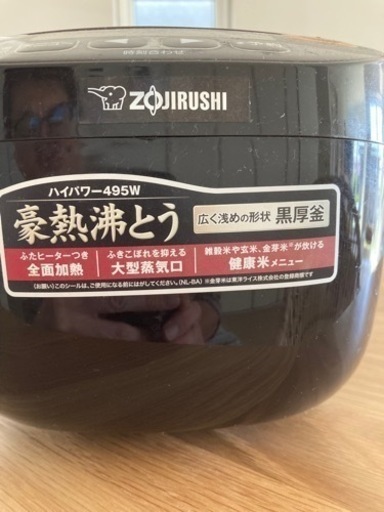 時刻合わせ
ZOJIRUSHI
ハイパワー495W
豪熱沸とう
広く浅めの形状 黒厚釜
ふたヒーターつき
全面加熱
ふきこぼれを抑える
大型蒸気口
雑穀米や玄米、金芽米※が炊ける
健康米メニュー
〈お願い〉このシールは、ご使用になる前にはがしてください。(NL-BA) ※金芽米は東洋ライス株式会社の登録商標です